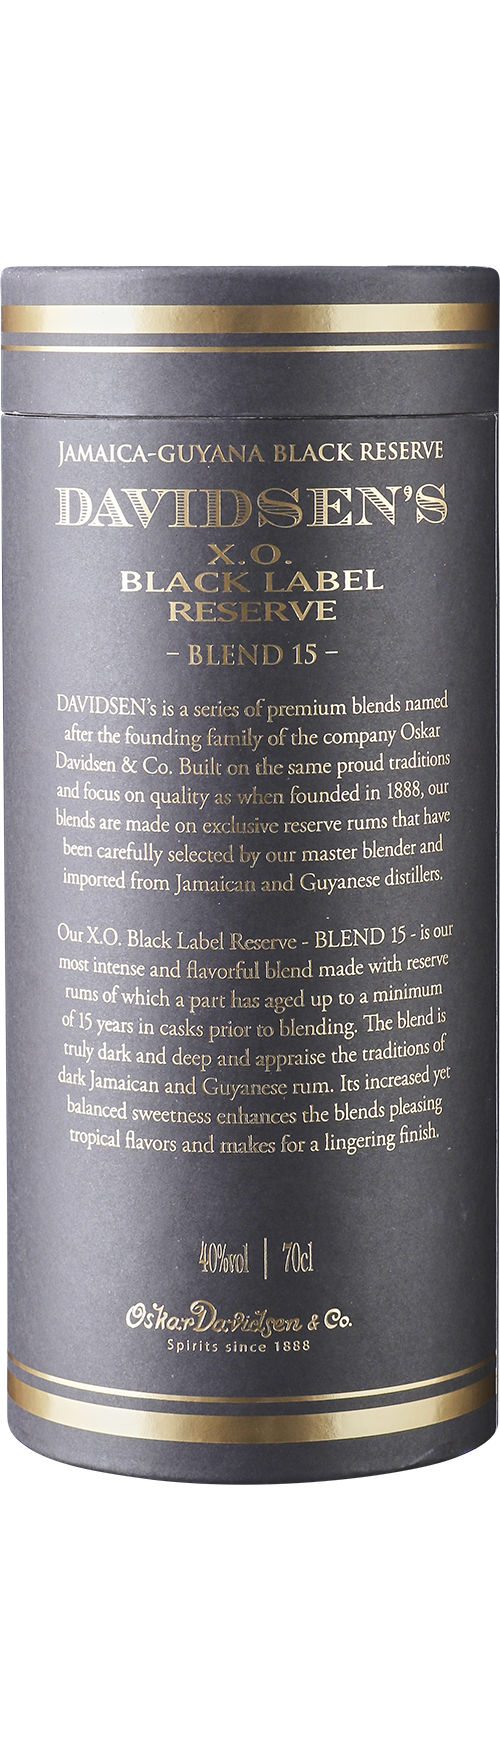 JAMAICA-GUYANA BLACK RESERVE
DAVIDSEN'S
X.O.
BLACK LABEL
RESERVE
– BLEND 15 –
DAVIDSEN's is a series of premium blends named
after the founding family of the company Oskar
Davidsen & Co. Built on the same proud traditions
and focus on quality as when founded in 1888, our
blends are made on exclusive reserve rums that have
been carefully selected by our master blender and
imported from Jamaican and Guyanese distillers.
Our X.O. Black Label Reserve - BLEND 15 - is our
most intense and flavorful blend made with reserve
rums of which a part has aged up to a minimum
of 15 years in casks prior to blending. The blend is
truly dark and deep and appraise the traditions of
dark Jamaican and Guyanese rum. Its increased yet
balanced sweetness enhances the blends pleasing
tropical flavors and makes for a lingering finish.
40%vol | 70cl
Oskar Davidsen & Co.
Spirits since 1888